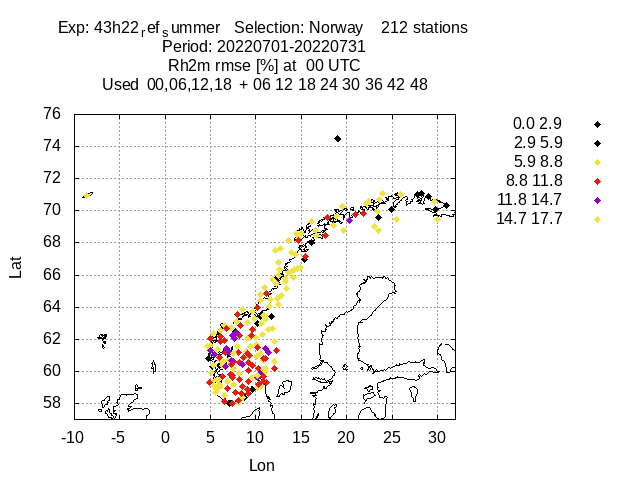 Exp: 43h22refsummer   Selection: Norway    212 stations
Period: 20220701-20220731
Rh2m rmse [%] at  00 UTC
Used  00,06,12,18  + 06 12 18 24 30 36 42 48
0.0 2.9
2.9 5.9
5.9 8.8
8.8 11.8
11.8 14.7
14.7 17.7
76
74
72
70
68
66
64
62
60
58
Lat
-10 -5 0 5 10 15 20 25 30
Lon